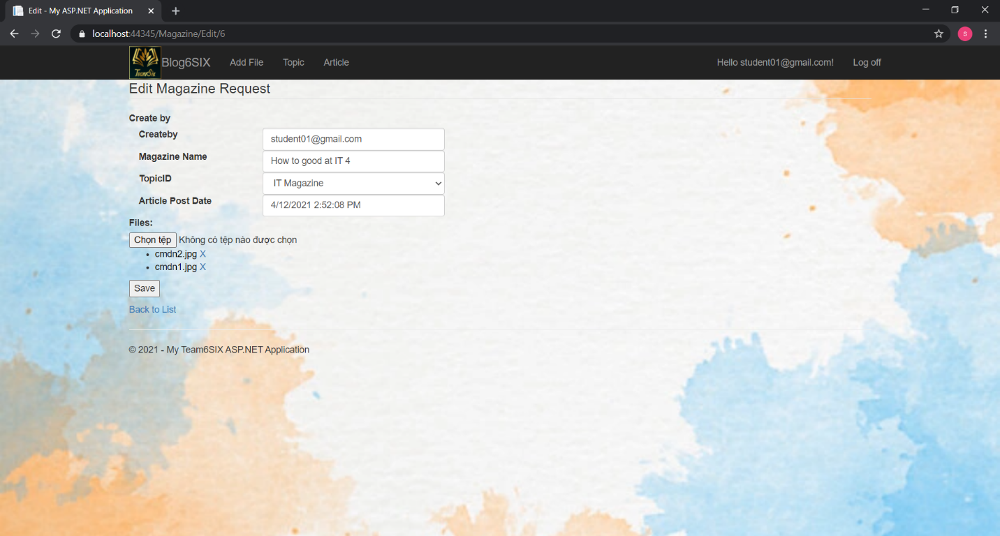 Edit - My ASP.NET Application
localhost:44345/Magazine/Edit/6
S
TeamSix
Blog6SIX Add File Topic Article Hello student01@gmail.com! Log off
Edit Magazine Request
Create by
Createby student01@gmail.com
Magazine Name How to good at IT 4
TopicID IT Magazine
Article Post Date 4/12/2021 2:52:08 PM
Files:
Chọn tệp Không có tệp nào được chọn
cmdn2.jpg X
cmdn1.jpg X
Save
Back to List
© 2021 - My Team6SIX ASP.NET Application